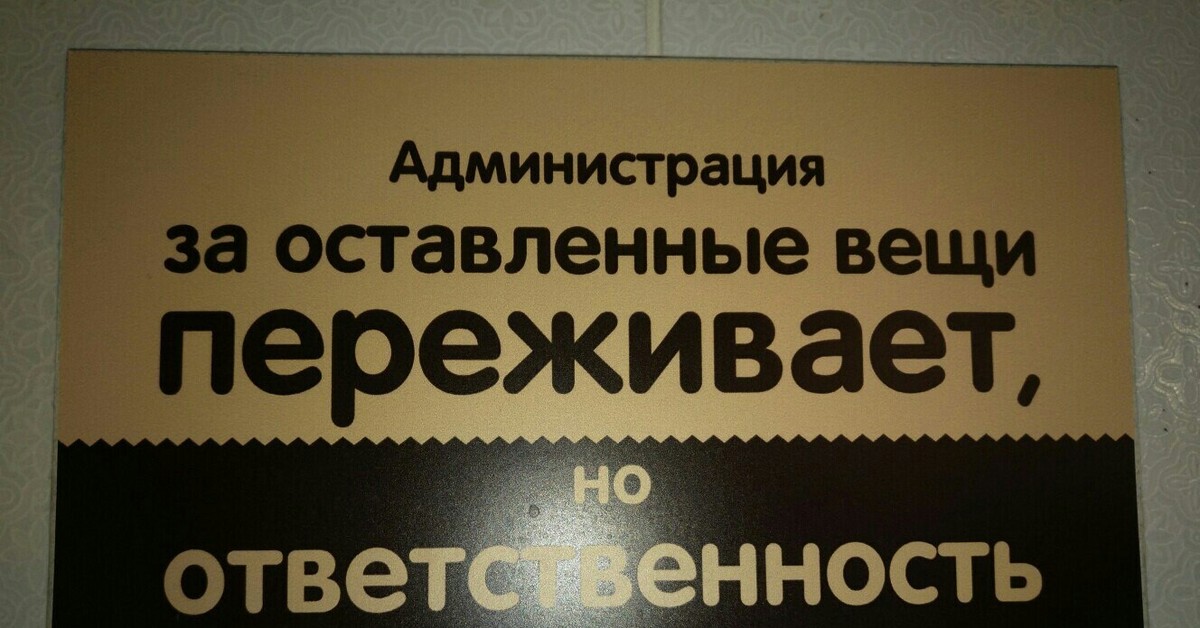 Администрация
за оставленные вещи
переживает,
но
ответственность